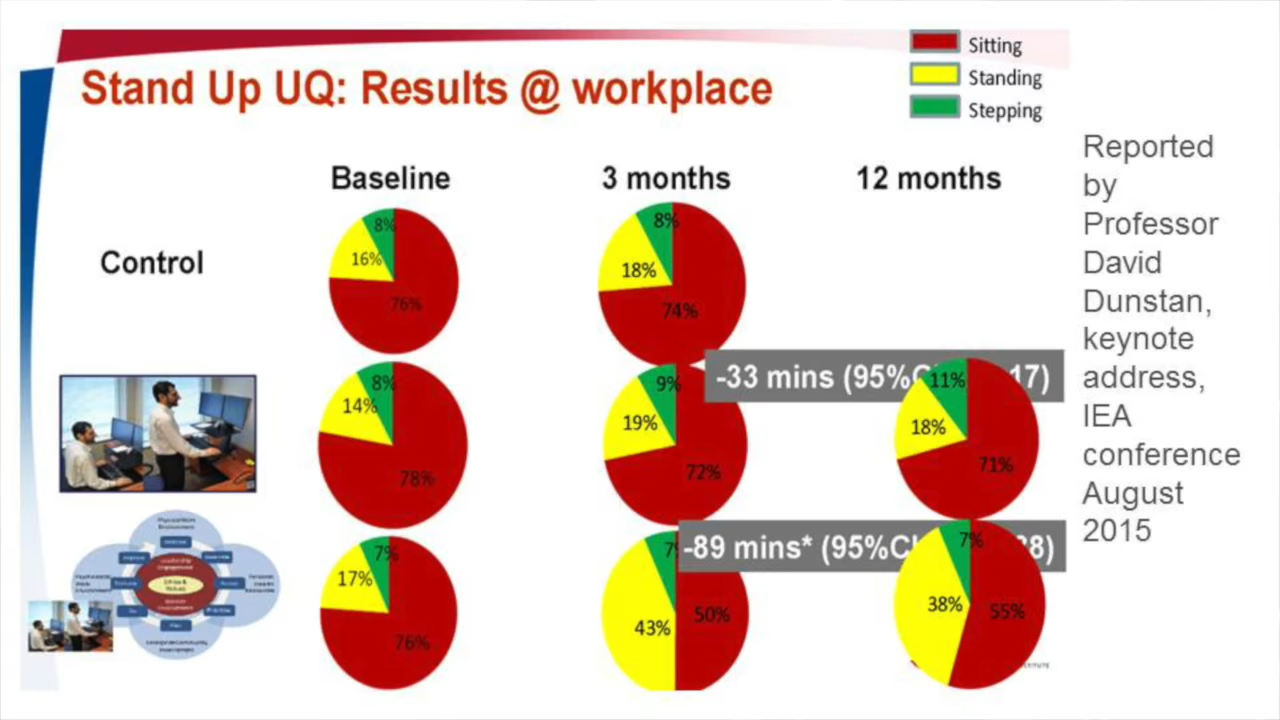 Stand Up UQ: Results @ workplace
Sitting
Standing
Stepping
Baseline
3 months
12 months
Control
8%
16%
76%
8%
18%
74%
-33 mins (95%
17)
8%
14%
78%
9%
19%
72%
11%
18%
71%
-89 mins* (95%
8)
7%
17%
76%
43%
50%
7%
38%
55%
Reported
by
Professor
David
Dunstan,
keynote
address,
IEA
conference
August
2015